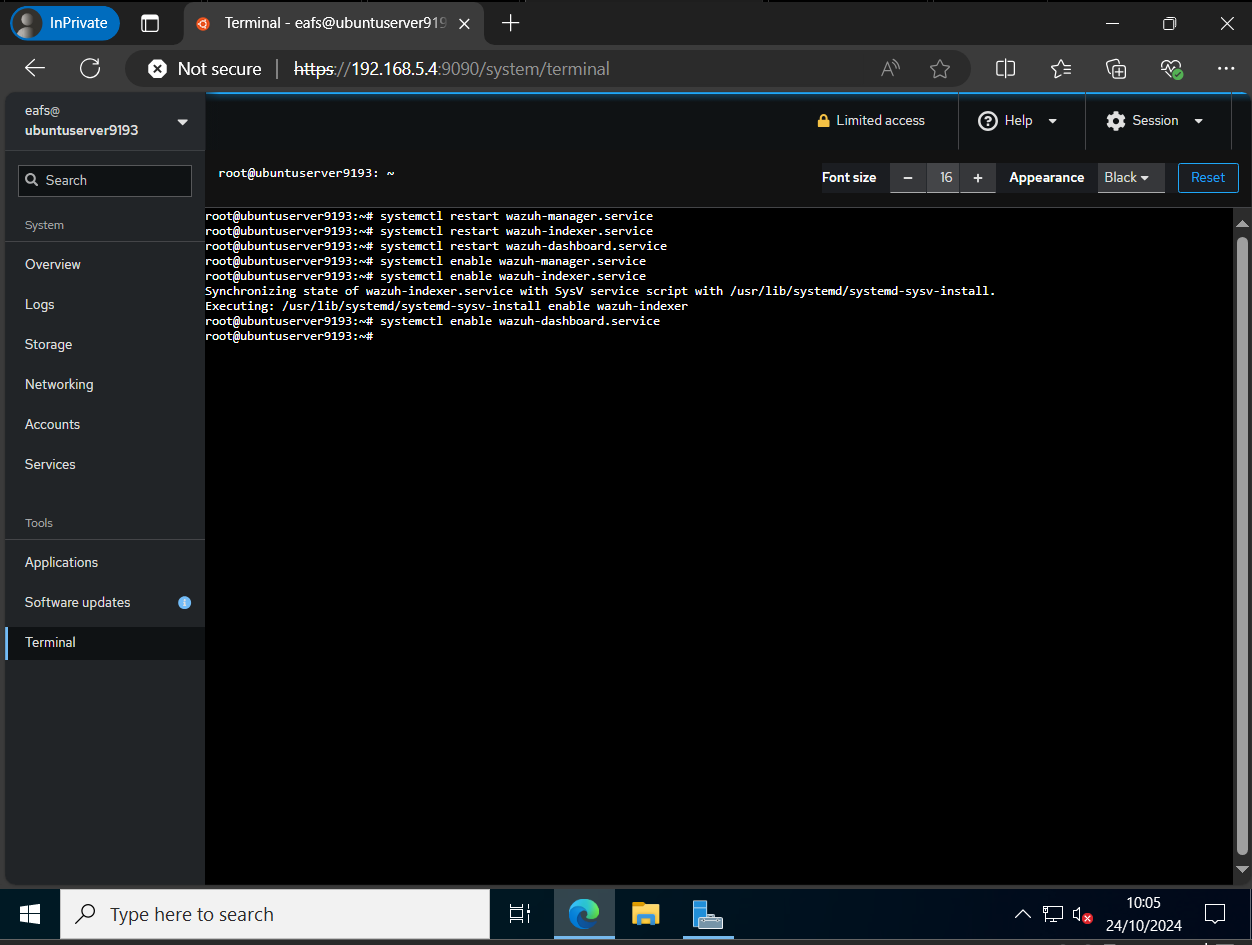 InPrivate
Terminal - eafs@ubuntuserver919
Not secure
https://192.168.5.4:9090/system/terminal
eafs@
ubuntuserver9193
Limited access
Help
Session
Search
root@ubuntuserver9193: ~
Font size
16
Appearance
Black
Reset
System
Overview
Logs
Storage
Networking
Accounts
Services
Tools
Applications
Software updates
Terminal
root@ubuntuserver9193:~# systemctl restart wazuh-manager.service
root@ubuntuserver9193:~# systemctl restart wazuh-indexer.service
root@ubuntuserver9193:~# systemctl restart wazuh-dashboard.service
root@ubuntuserver9193:~# systemctl enable wazuh-manager.service
root@ubuntuserver9193:~# systemctl enable wazuh-indexer.service
Synchronizing state of wazuh-indexer.service with SysV service script with /usr/lib/systemd/systemd-sysv-install.
Executing: /usr/lib/systemd/systemd-sysv-install enable wazuh-indexer
root@ubuntuserver9193:~# systemctl enable wazuh-dashboard.service
root@ubuntuserver9193:~#
Type here to search
10:05
24/10/2024